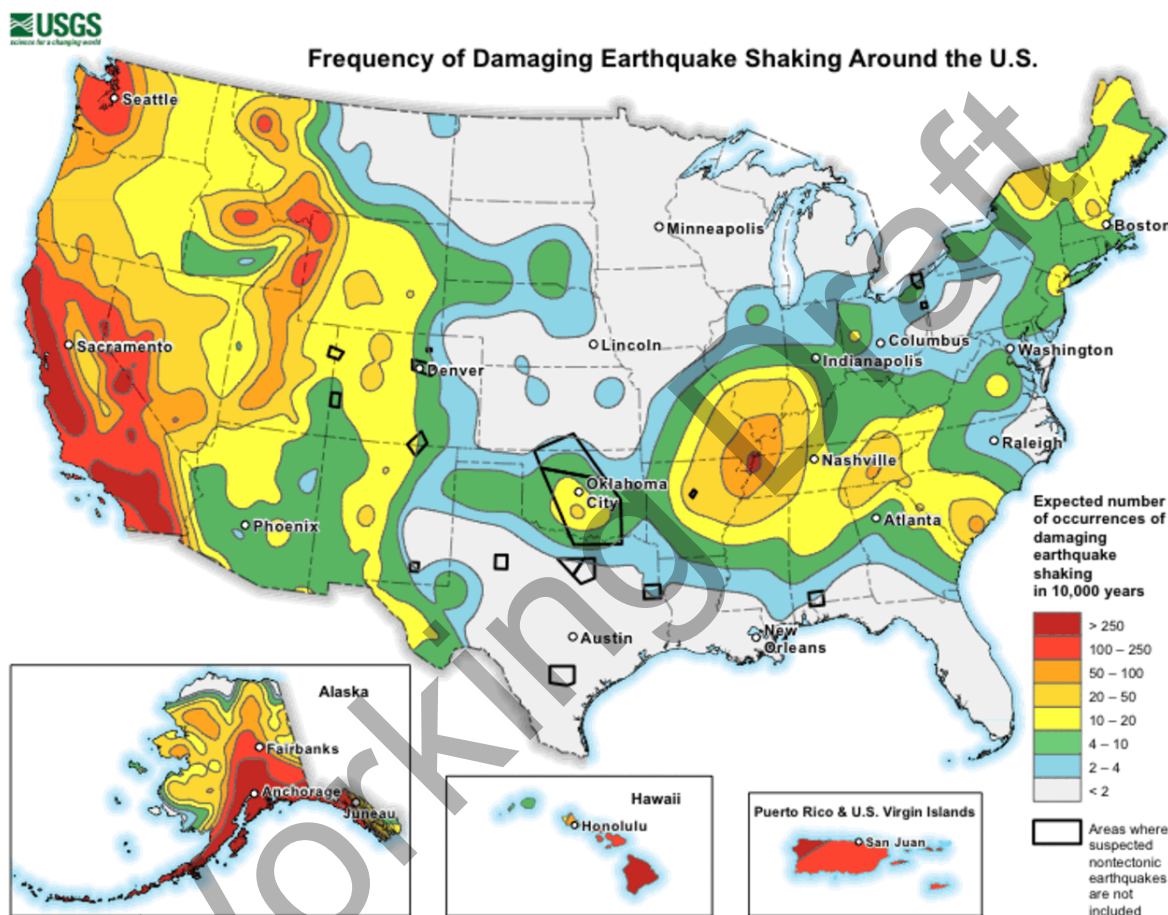 USGS
science for a changing world
Frequency of Damaging Earthquake Shaking Around the U.S.
Seattle
Minneapolis
Boston
Sacramento
Lincoln
Columbus
Indianapolis
Washington
Denver
Raleigh
Nashville
Oklahoma
City
Phoenix
Atlanta
Austin
New
Orleans
Expected number
of occurrences of
damaging
earthquake
shaking
in 10,000 years
> 250
100 – 250
50 – 100
20 – 50
10 – 20
4 – 10
2 – 4
< 2
Areas where
suspected
nontectonic
earthquakes
are not
included
Alaska
Fairbanks
Anchorage
Juneau
Hawaii
Honolulu
Puerto Rico & U.S. Virgin Islands
San Juan
Working Draft